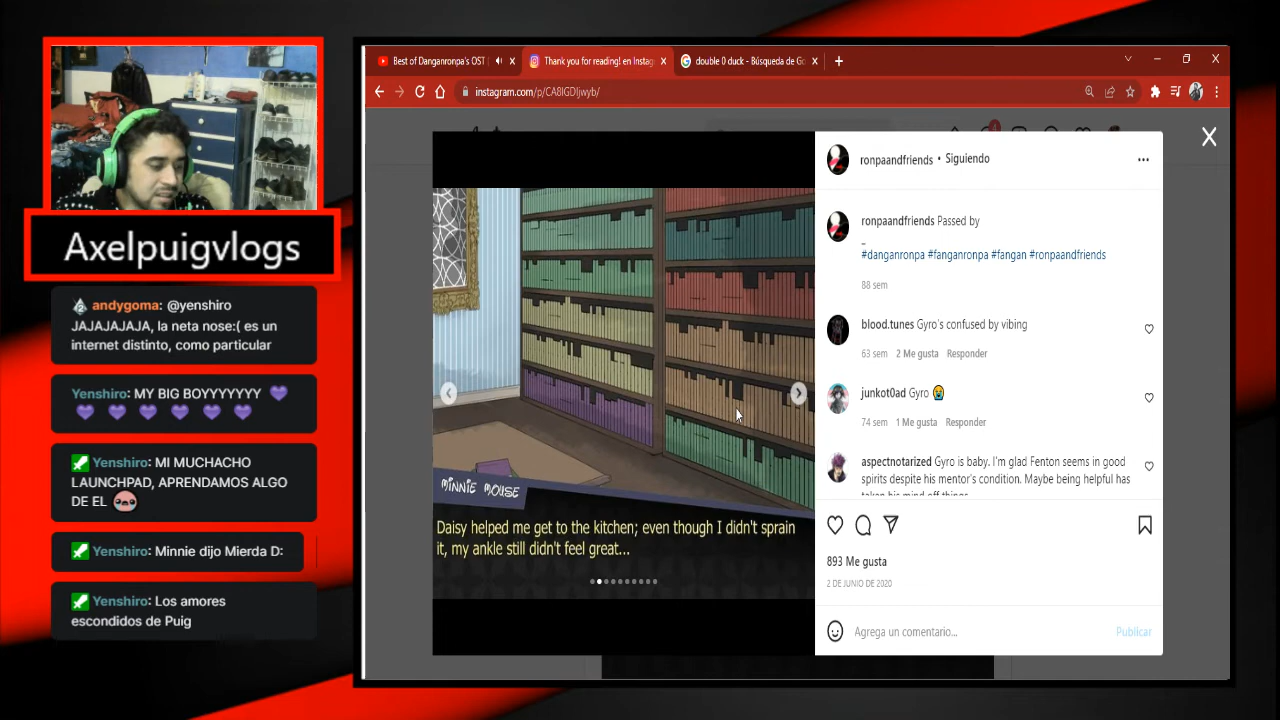 Best of Danganronpa's OST
Thank you for reading! en Instag
double 0 duck - Búsqueda de Go
instagram.com/p/CA8IGDIjwyb/
Axelpuigvlogs
andygoma: @yenshiro
JAJAJAJAJA, la neta nose:( es un
internet distinto, como particular
Yenshiro: MY BIG BOYYYYYYY 💜
💜 💜 💜 💜 💜 💜
Yenshiro: MI MUCHACHO
LAUNCHPAD, APRENDAMOS ALGO
DE EL
Yenshiro: Minnie dijo Mierda D:
Yenshiro: Los amores
escondidos de Puig
MINNIE MOUSE
Daisy helped me get to the kitchen; even though I didn't sprain
it, my ankle still didn't feel great...
ronpaandfriends • Siguiendo
ronpaandfriends Passed by
_
#danganronpa #fanganronpa #fangan #ronpaandfriends
88 sem
blood.tunes Gyro's confused by vibing
63 sem 2 Me gusta Responder
junkot0ad Gyro 😭
74 sem 1 Me gusta Responder
aspectnotarized Gyro is baby. I'm glad Fenton seems in good
spirits despite his mentor's condition. Maybe being helpful has
taken his mind off things
893 Me gusta
2 DE JUNIO DE 2020
Agrega un comentario...
Publicar